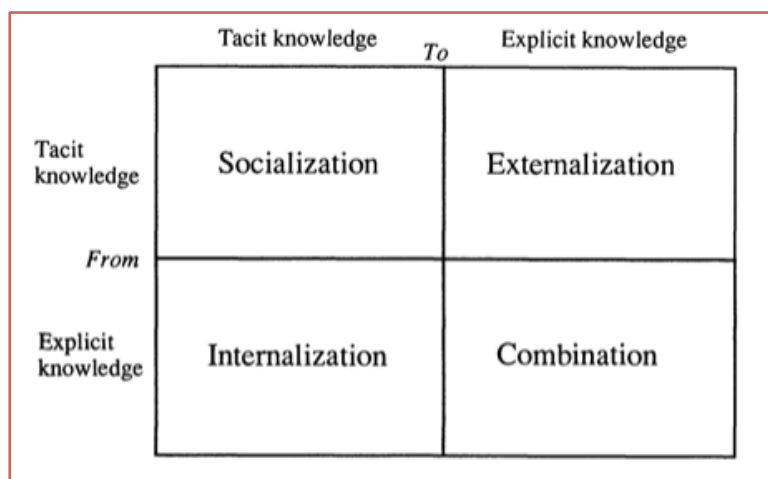 Tacit knowledge
To
Explicit knowledge
Tacit
knowledge
Socialization
Externalization
From
Explicit
knowledge
Internalization
Combination